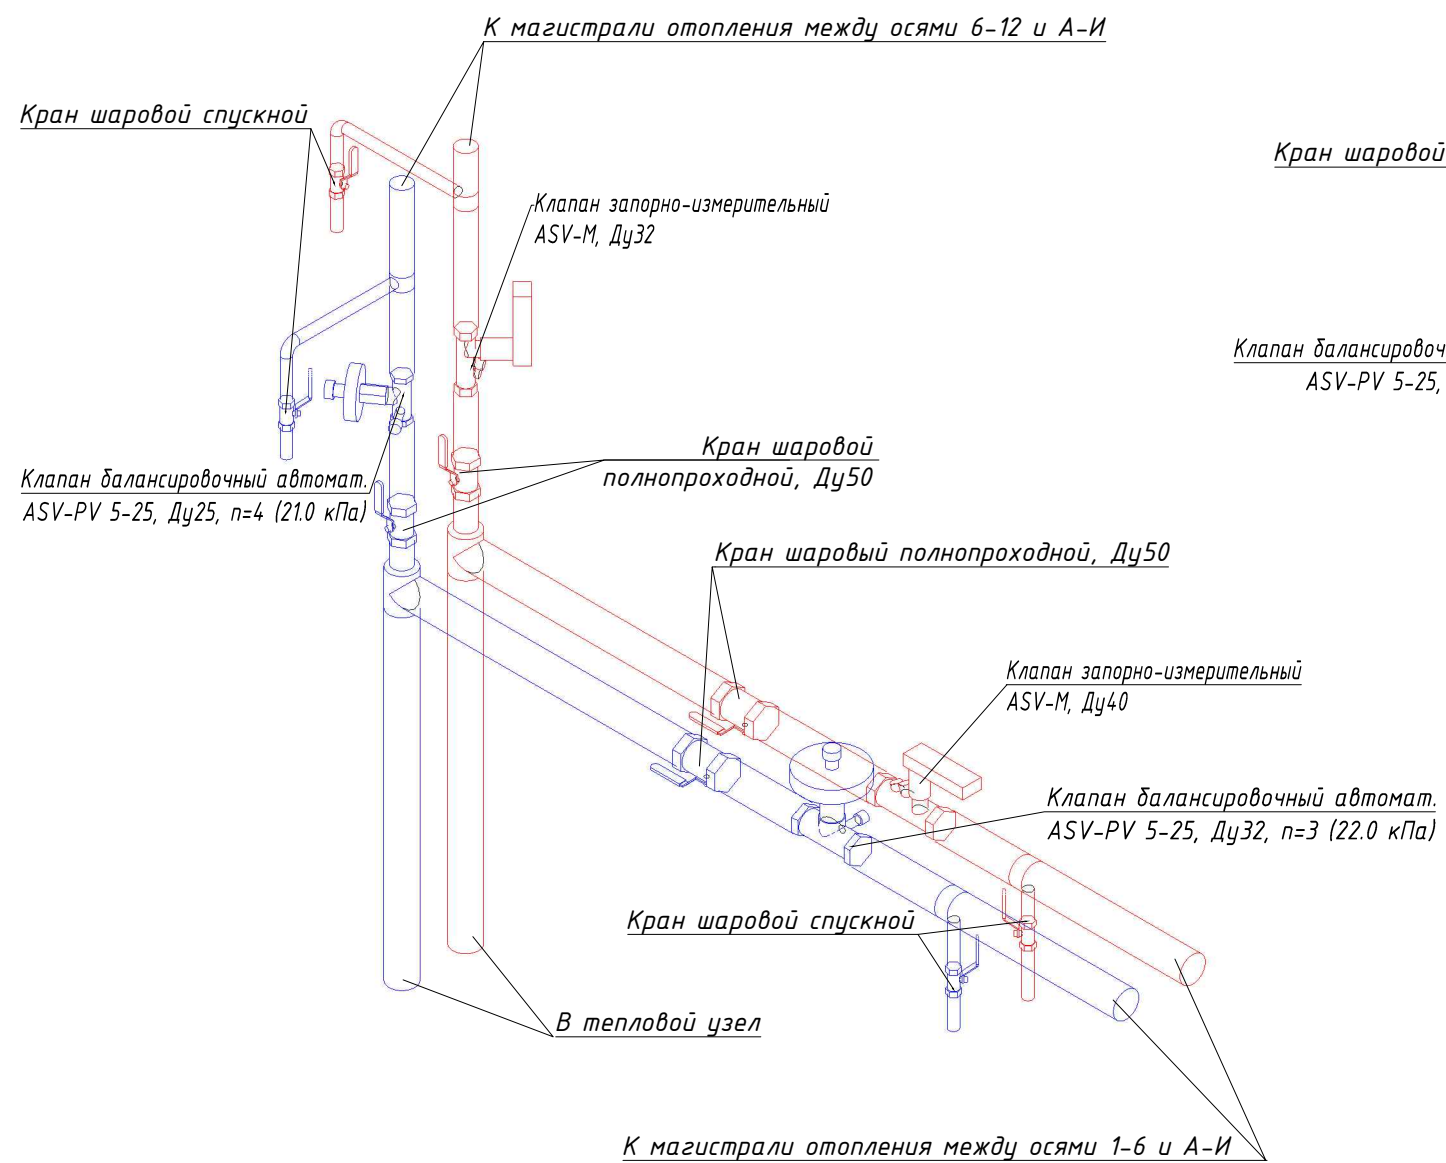 К магистрали отопления между осями 6-12 и А-И
Кран шаровой спускной
Кран шаровой
Клапан запорно-измерительный
ASV-M, Ду32
Клапан балансировоч
ASV-PV 5-25,
Кран шаровой
полнопроходной, Ду50
Клапан балансировочный автомат.
ASV-PV 5-25, Ду25, n=4 (21.0 кПа)
Кран шаровый полнопроходной, Ду50
Клапан запорно-измерительный
ASV-M, Ду40
Клапан балансировочный автомат.
ASV-PV 5-25, Ду32, n=3 (22.0 кПа)
Кран шаровой спускной
В тепловой узел
К магистрали отопления между осями 1-6 и А-И